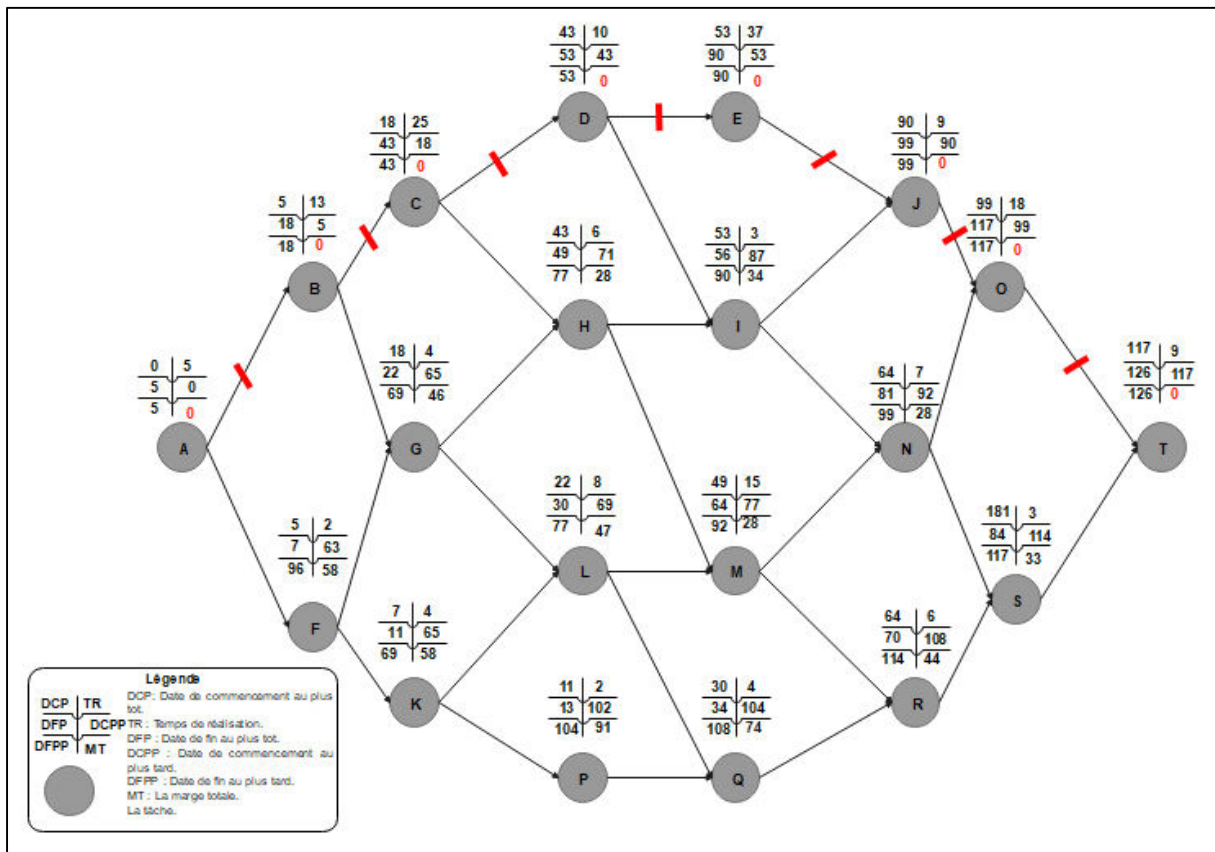 43 10
53 43
53 0
D
53 37
90 53
90 0
E
18 25
43 18
43 0
C
90 9
99 90
99 0
J
5 13
18 5
18 0
B
99 18
117 99
117 0
O
43 6
49 71
77 28
H
53 3
56 87
90 34
I
0 5
5 0
5 0
A
18 4
22 65
69 46
G
64 7
81 92
99 28
N
117 9
126 117
126 0
T
5 2
7 63
96 58
F
22 8
30 69
77 47
L
49 15
64 77
92 28
M
181 3
84 114
117 33
S
7 4
11 65
69 58
K
11 2
13 102
104 91
P
30 4
34 104
108 74
Q
64 6
70 108
114 44
R
Légende
DCP TR
DFP DCPP
DFPP MT
DCP: Date de commencement au plus
tot.
TR : Temps de réalisation.
DFP : Date de fin au plus tot.
DCPP : Date de commencement au
plus tard.
DFPP : Date de fin au plus tard.
MT : La marge totale.
La tâche.